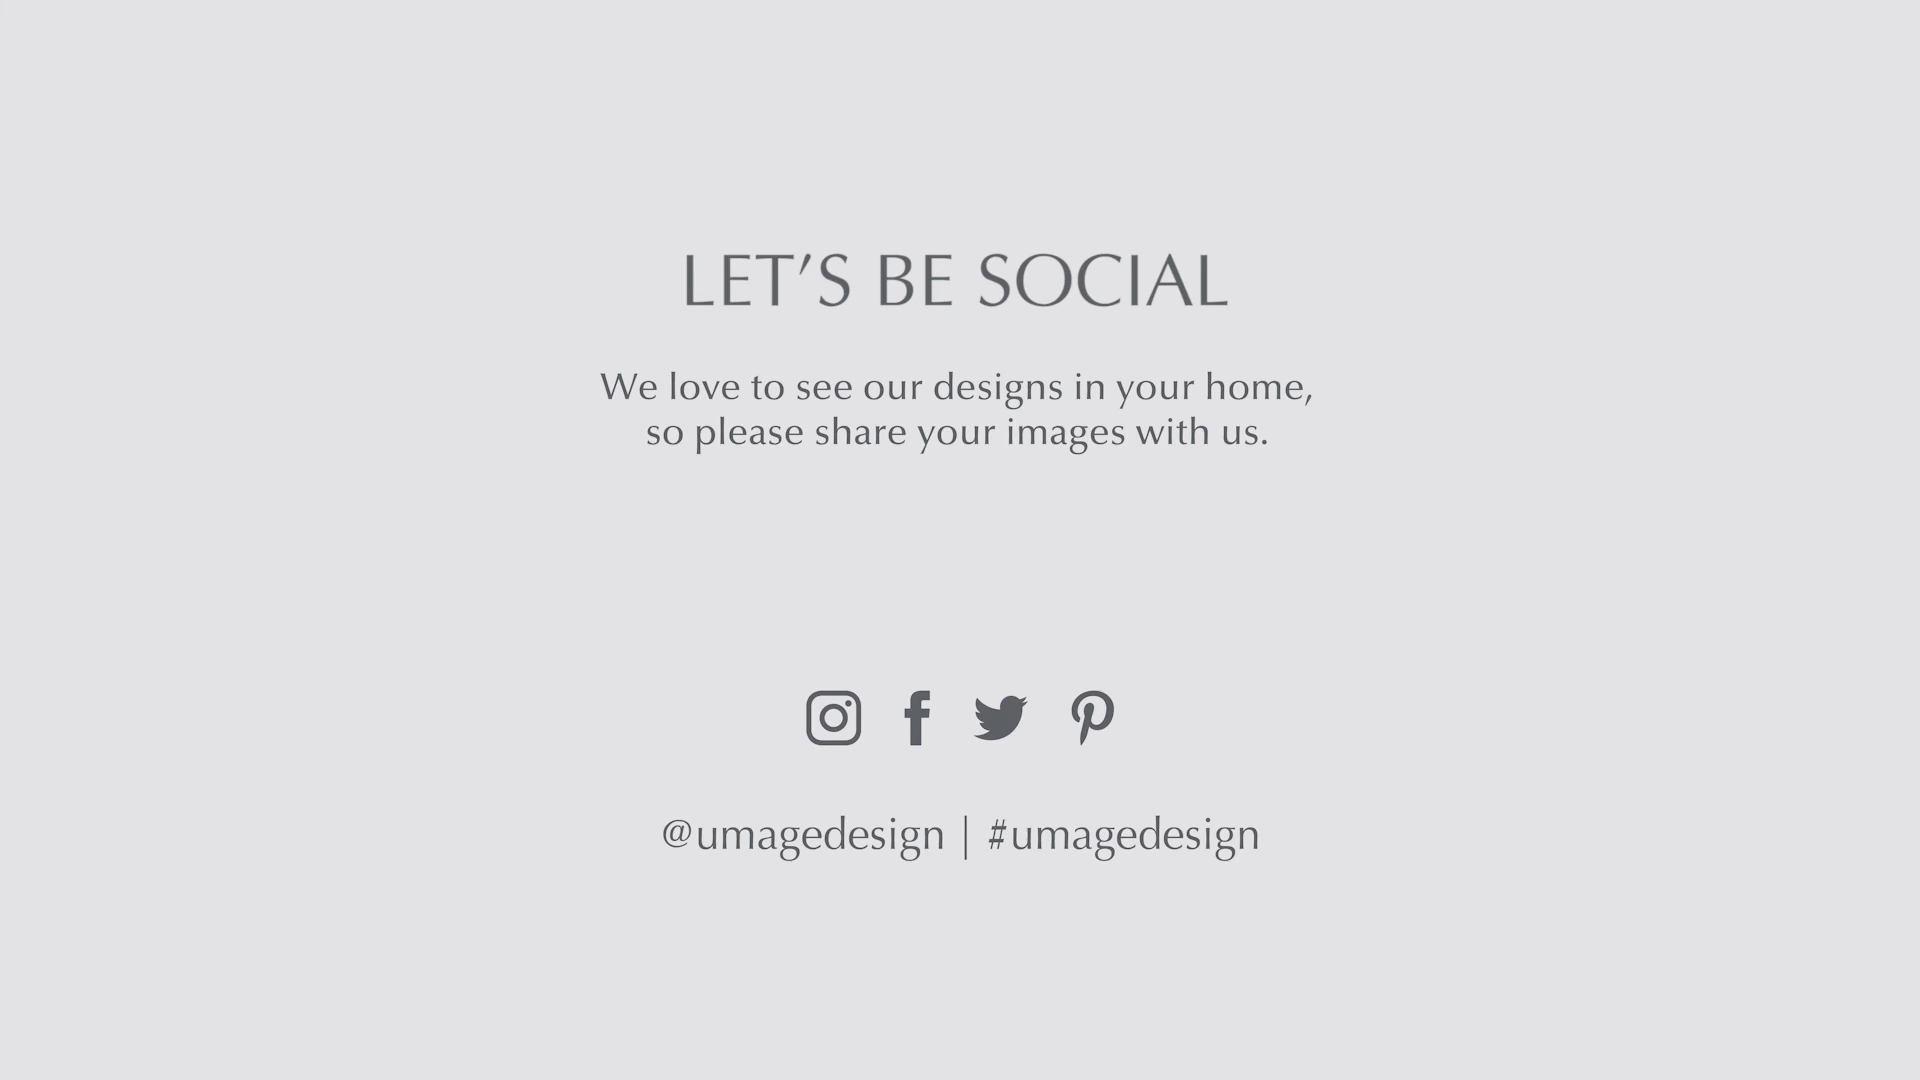 LET’S BE SOCIAL
We love to see our designs in your home,
so please share your images with us.
@umagedesign | #umagedesign